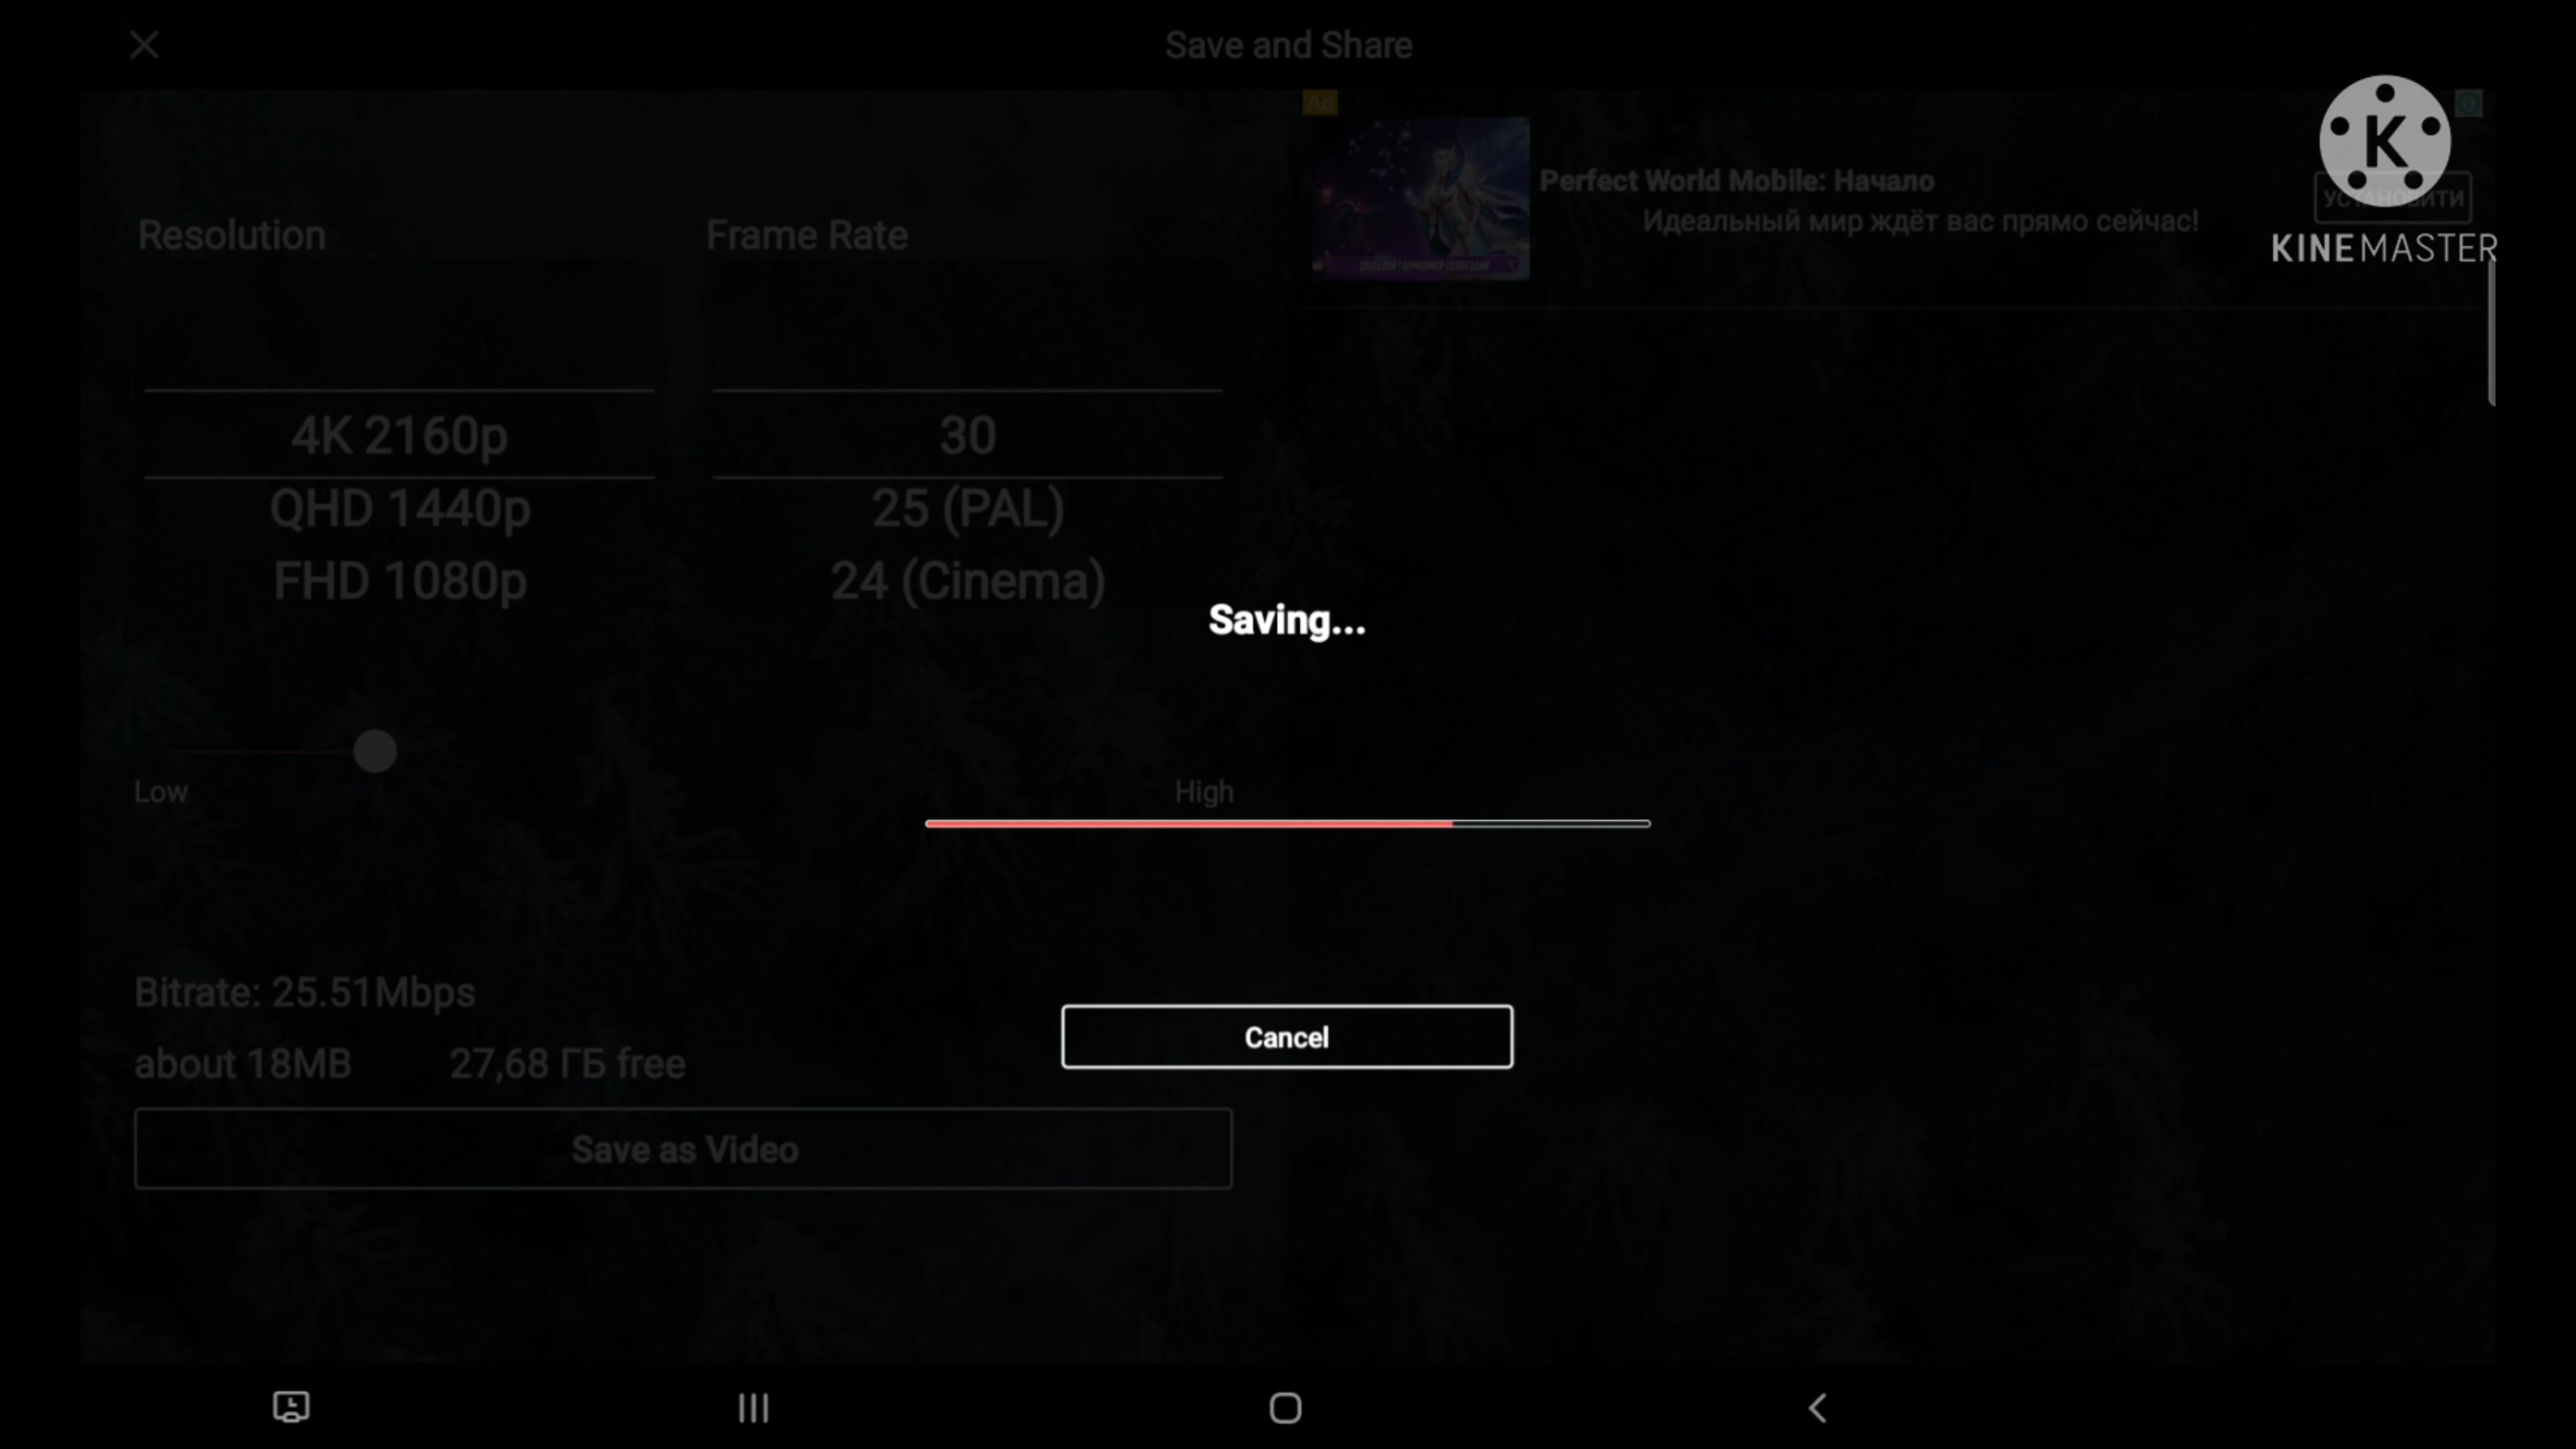 Save and Share
Ad
Perfect World Mobile: Начало
Идеальный мир ждёт вас прямо сейчас!
K
KINEMASTER
Resolution
Frame Rate
4K 2160p
30
QHD 1440p
25 (PAL)
FHD 1080p
24 (Cinema)
Saving...
Low
High
Bitrate: 25.51Mbps
about 18MB
27,68 ГБ free
Cancel
Save as Video